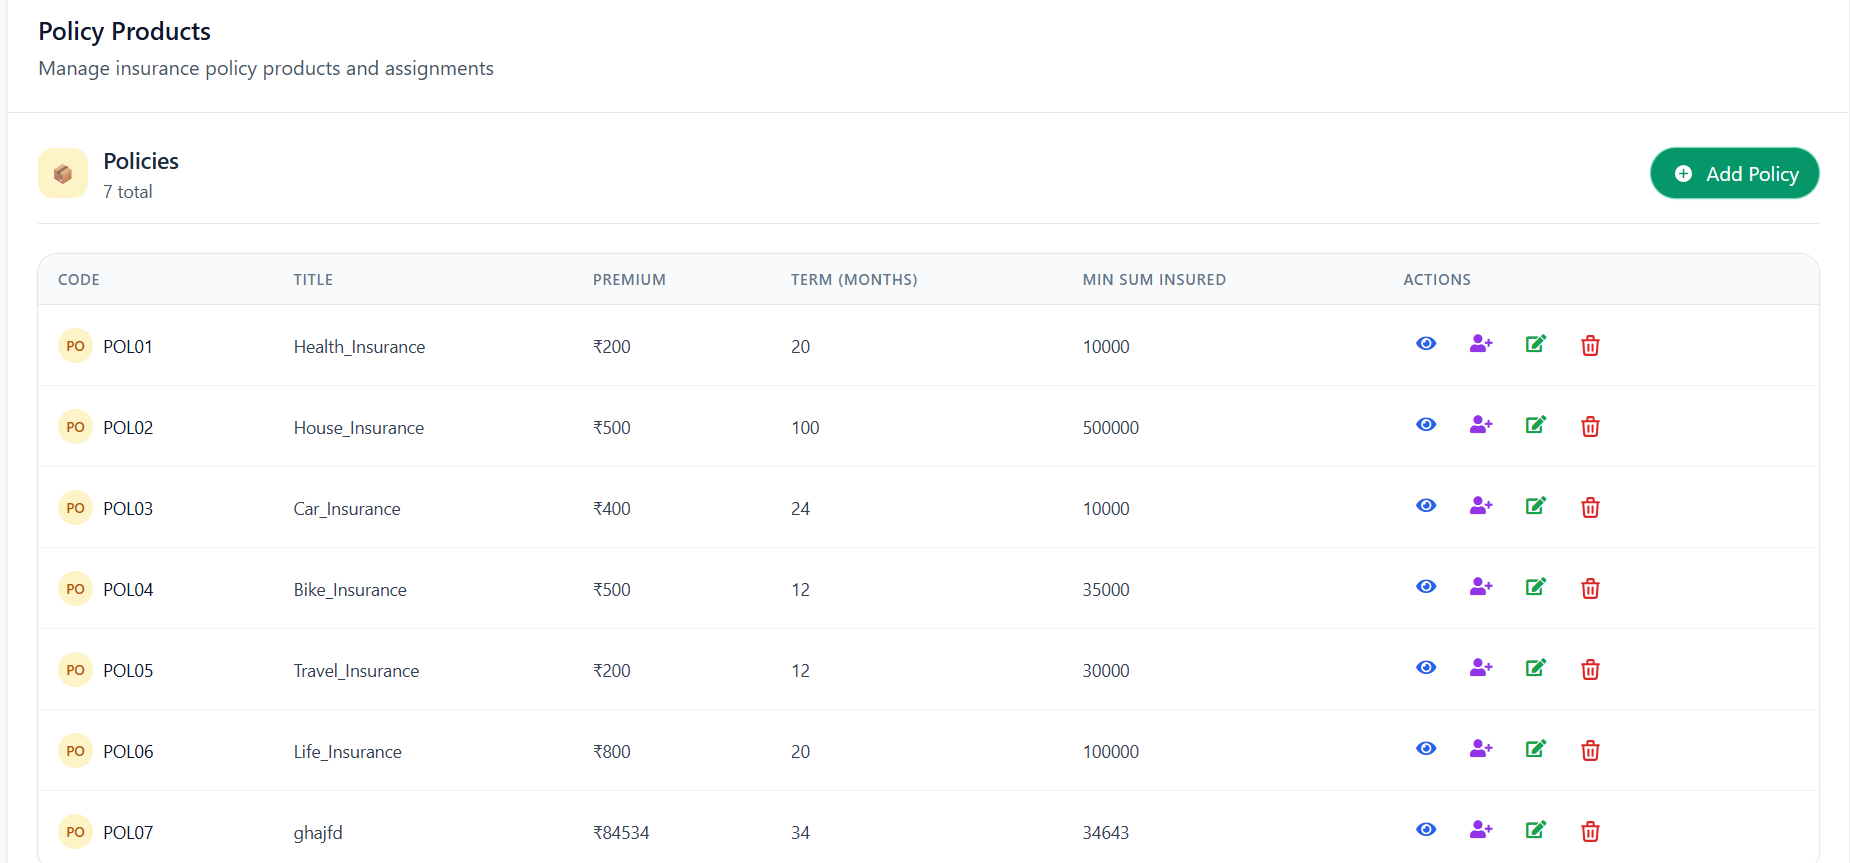 Policy Products
Manage insurance policy products and assignments
Policies
7 total
Add Policy
CODE TITLE PREMIUM TERM (MONTHS) MIN SUM INSURED ACTIONS
PO POL01 Health_Insurance ₹200 20 10000
PO POL02 House_Insurance ₹500 100 500000
PO POL03 Car_Insurance ₹400 24 10000
PO POL04 Bike_Insurance ₹500 12 35000
PO POL05 Travel_Insurance ₹200 12 30000
PO POL06 Life_Insurance ₹800 20 100000
PO POL07 ghajfd ₹84534 34 34643